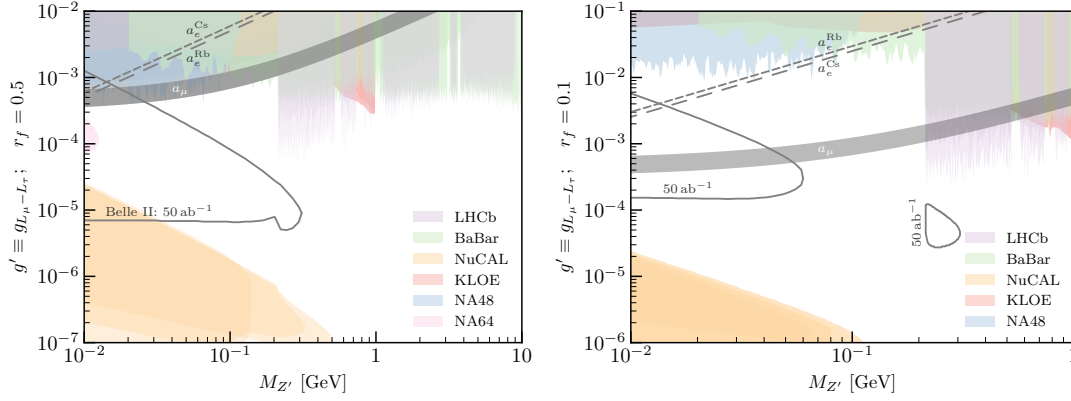 g′ ≡ g_{L_μ−L_τ};   r_f = 0.5
10^{−1}
10^{−2}
10^{−3}
10^{−4}
10^{−5}
10^{−6}
10^{−7}
a_e^{Cs}
a_e^{Rb}
a_μ
Belle II: 50 ab^{−1}
LHCb
BaBar
NuCAL
KLOE
NA48
NA64
10^{−2}
10^{−1}
1
10
M_{Z′} [GeV]
g′ ≡ g_{L_μ−L_τ};   r_f = 0.1
10^{−1}
10^{−2}
10^{−3}
10^{−4}
10^{−5}
10^{−6}
a_e^{Rb}
a_e^{Cs}
a_μ
50 ab^{−1}
50 ab^{−1}
LHCb
BaBar
NuCAL
KLOE
NA48
10^{−2}
10^{−1}
1
M_{Z′} [GeV]